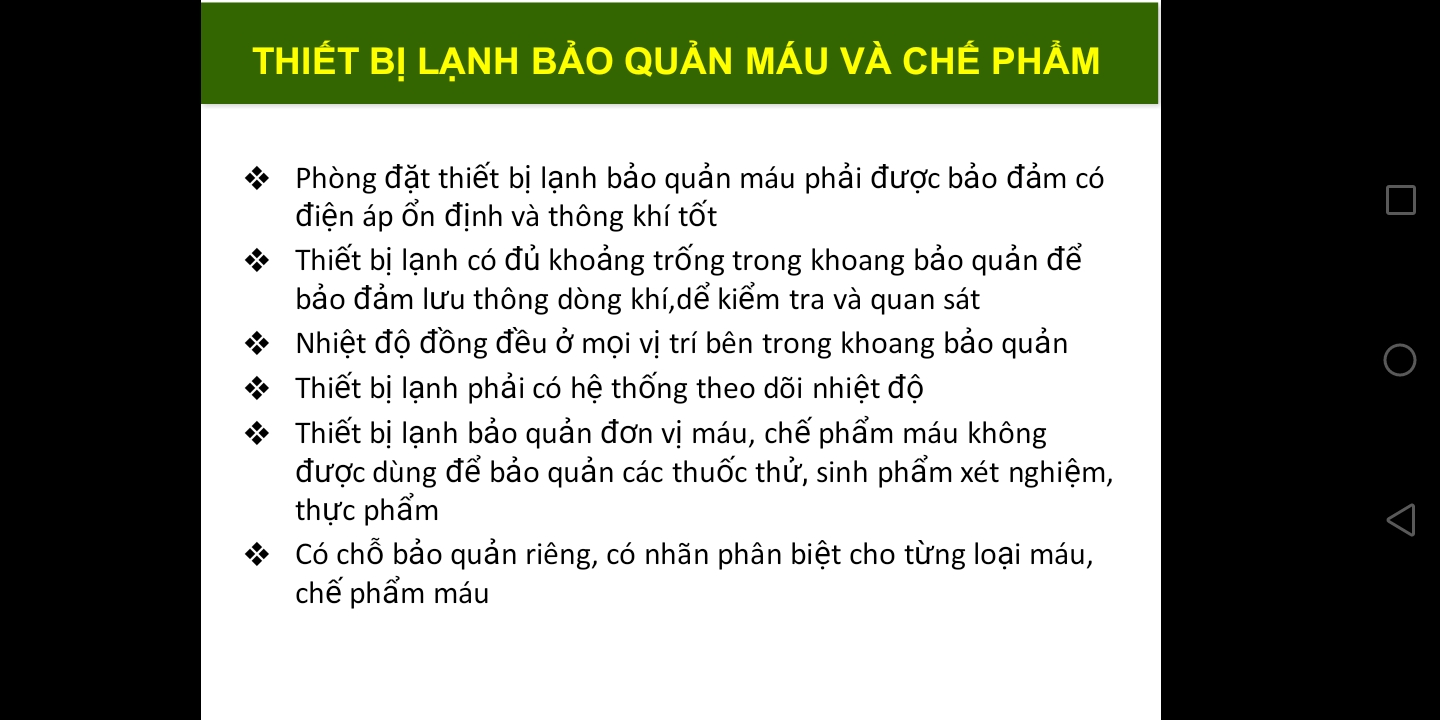 THIẾT BỊ LẠNH BẢO QUẢN MÁU VÀ CHẾ PHẨM
❖ Phòng đặt thiết bị lạnh bảo quản máu phải được bảo đảm có
điện áp ổn định và thông khí tốt
❖ Thiết bị lạnh có đủ khoảng trống trong khoang bảo quản để
bảo đảm lưu thông dòng khí,dể kiểm tra và quan sát
❖ Nhiệt độ đồng đều ở mọi vị trí bên trong khoang bảo quản
❖ Thiết bị lạnh phải có hệ thống theo dõi nhiệt độ
❖ Thiết bị lạnh bảo quản đơn vị máu, chế phẩm máu không
được dùng để bảo quản các thuốc thử, sinh phẩm xét nghiệm,
thực phẩm
❖ Có chỗ bảo quản riêng, có nhãn phân biệt cho từng loại máu,
chế phẩm máu